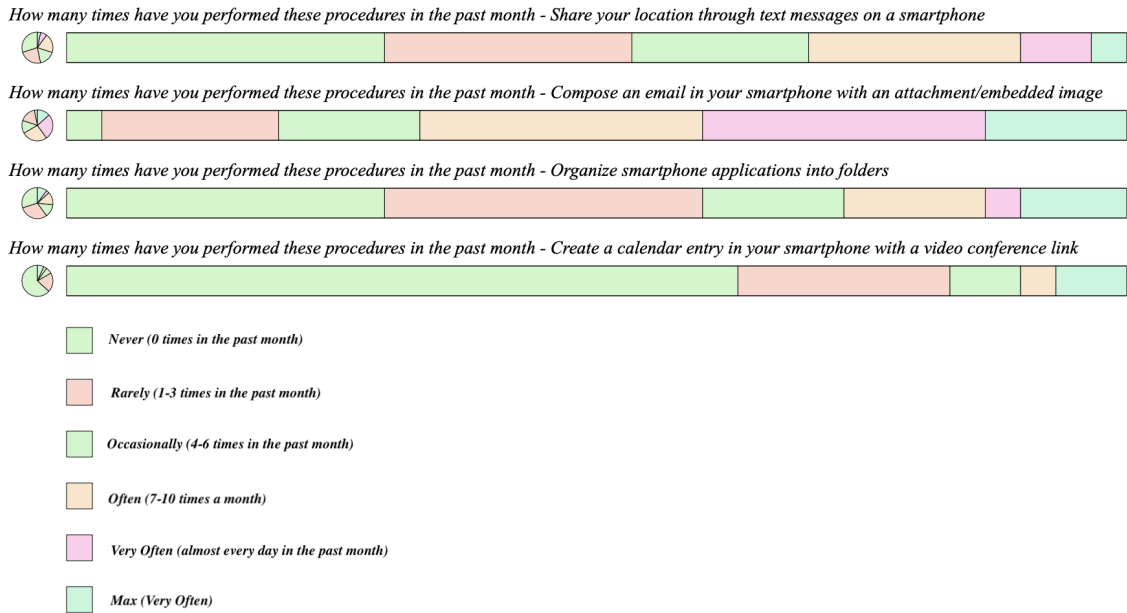 How many times have you performed these procedures in the past month - Share your location through text messages on a smartphone
How many times have you performed these procedures in the past month - Compose an email in your smartphone with an attachment/embedded image
How many times have you performed these procedures in the past month - Organize smartphone applications into folders
How many times have you performed these procedures in the past month - Create a calendar entry in your smartphone with a video conference link
Never (0 times in the past month)
Rarely (1-3 times in the past month)
Occasionally (4-6 times in the past month)
Often (7-10 times a month)
Very Often (almost every day in the past month)
Max (Very Often)